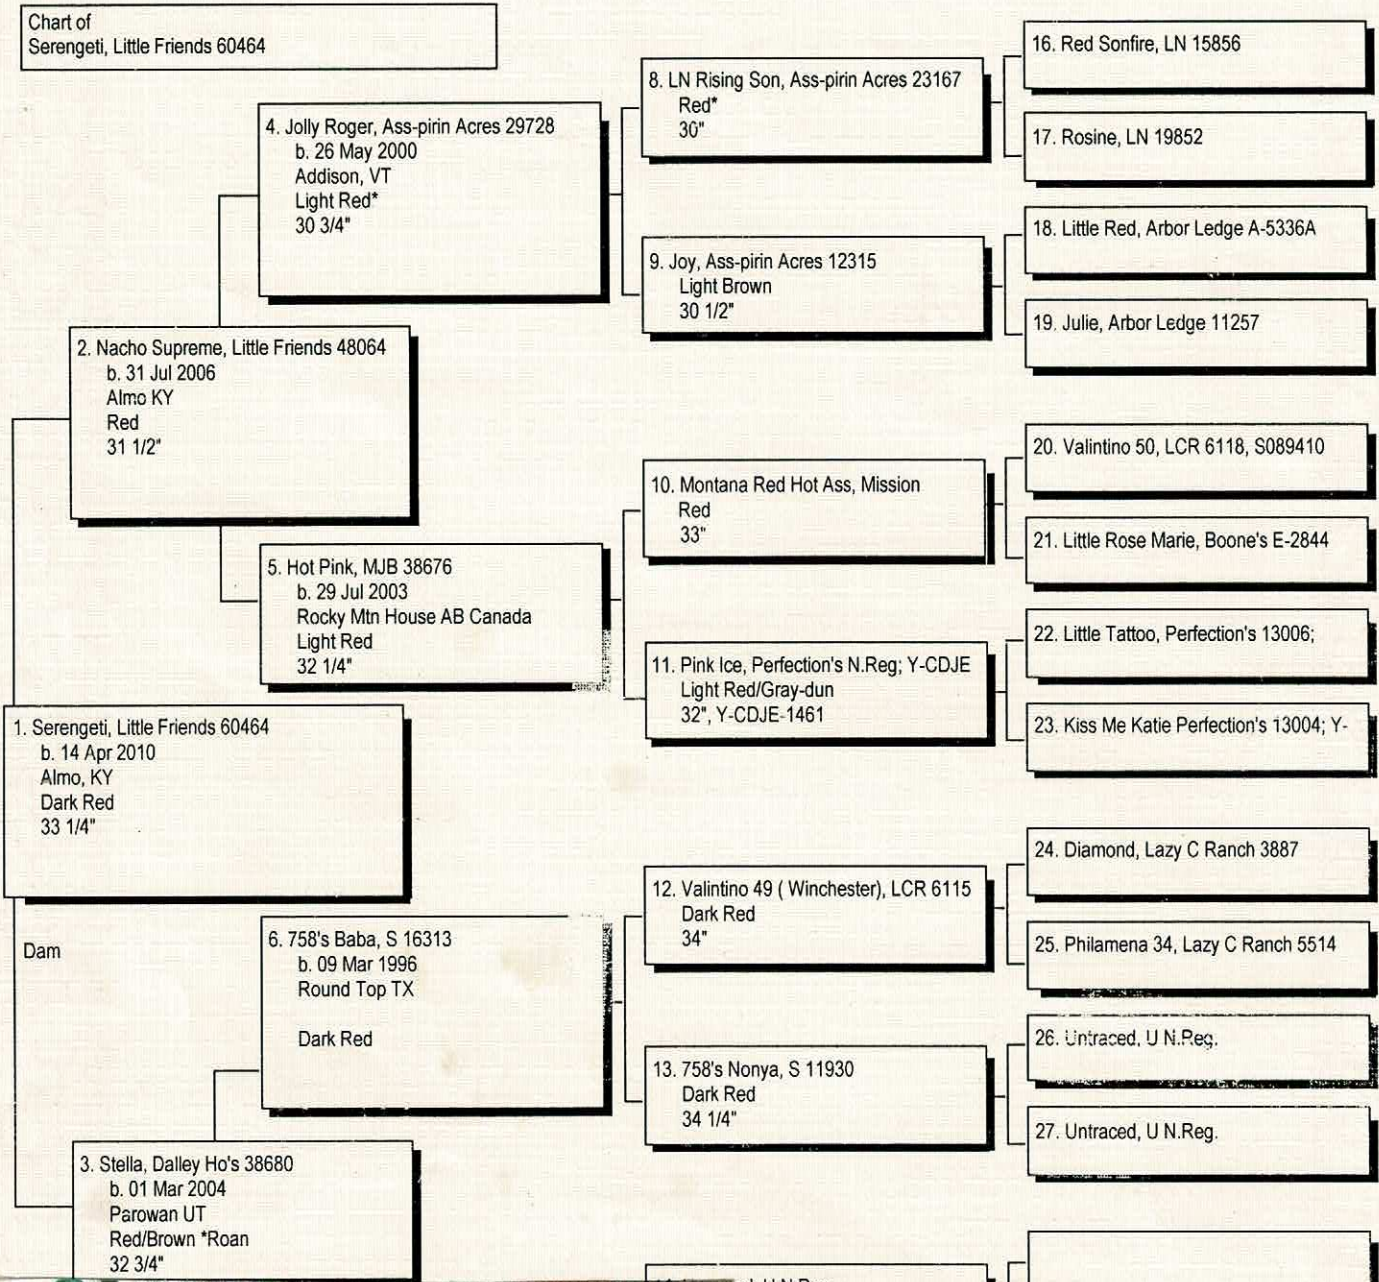 Chart of
Serengeti, Little Friends 60464
16. Red Sonfire, LN 15856
8. LN Rising Son, Ass-pirin Acres 23167
Red*
30"
4. Jolly Roger, Ass-pirin Acres 29728
b. 26 May 2000
Addison, VT
Light Red*
30 3/4"
17. Rosine, LN 19852
18. Little Red, Arbor Ledge A-5336A
9. Joy, Ass-pirin Acres 12315
Light Brown
30 1/2"
19. Julie, Arbor Ledge 11257
2. Nacho Supreme, Little Friends 48064
b. 31 Jul 2006
Almo KY
Red
31 1/2"
20. Valintino 50, LCR 6118, S089410
10. Montana Red Hot Ass, Mission
Red
33"
21. Little Rose Marie, Boone's E-2844
5. Hot Pink, MJB 38676
b. 29 Jul 2003
Rocky Mtn House AB Canada
Light Red
32 1/4"
22. Little Tattoo, Perfection's 13006;
11. Pink Ice, Perfection's N.Reg; Y-CDJE
Light Red/Gray-dun
32", Y-CDJE-1461
23. Kiss Me Katie Perfection's 13004; Y-
1. Serengeti, Little Friends 60464
b. 14 Apr 2010
Almo, KY
Dark Red
33 1/4"
24. Diamond, Lazy C Ranch 3887
12. Valintino 49 ( Winchester), LCR 6115
Dark Red
34"
25. Philamena 34, Lazy C Ranch 5514
Dam
6. 758's Baba, S 16313
b. 09 Mar 1996
Round Top TX
Dark Red
26. Untraced, U N.Reg.
13. 758's Nonya, S 11930
Dark Red
34 1/4"
27. Untraced, U N.Reg.
3. Stella, Dalley Ho's 38680
b. 01 Mar 2004
Parowan UT
Red/Brown *Roan
32 3/4"